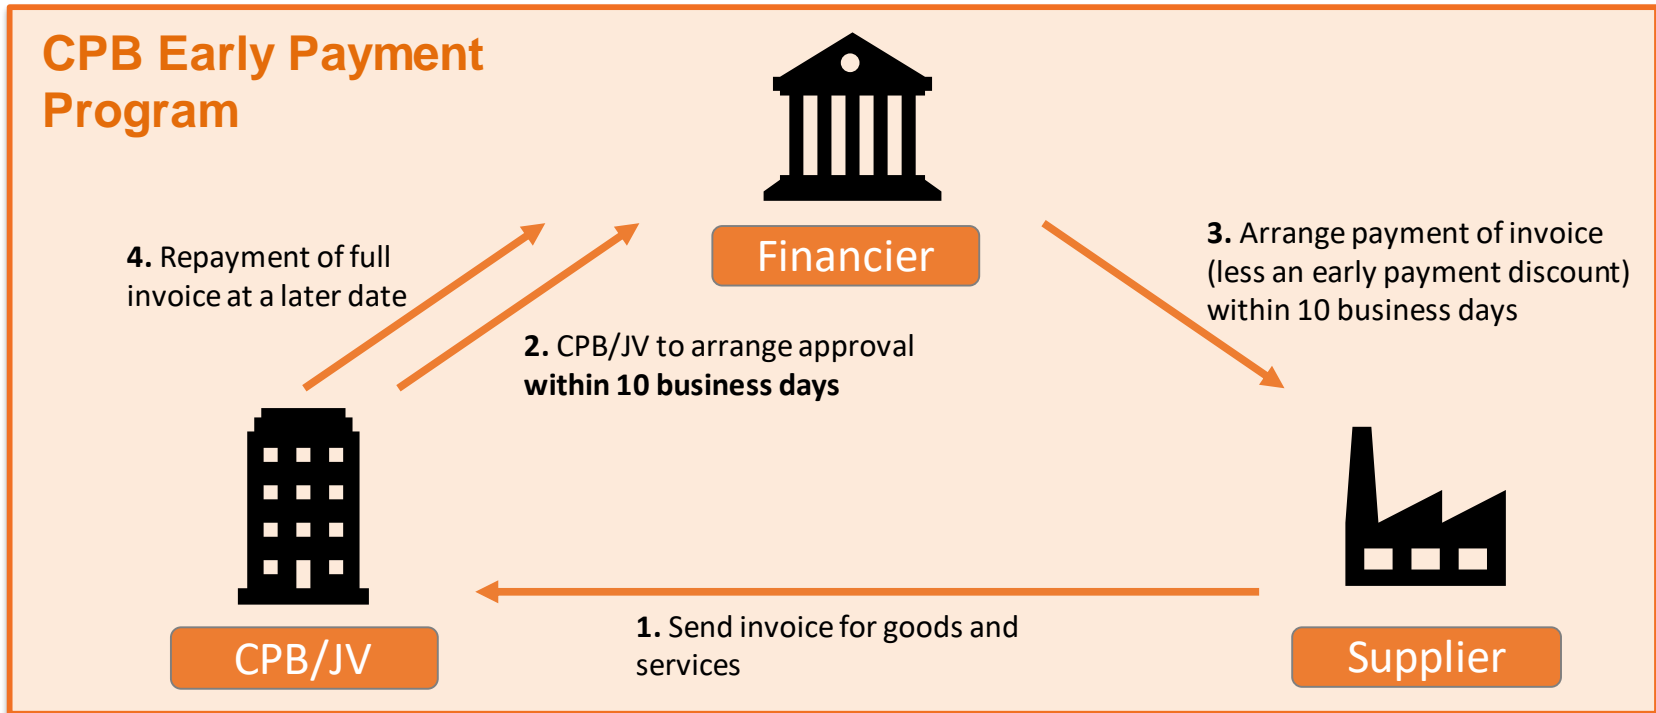 CPB Early Payment
Program
Financier
4. Repayment of full
invoice at a later date
3. Arrange payment of invoice
(less an early payment discount)
within 10 business days
2. CPB/JV to arrange approval
within 10 business days
1. Send invoice for goods and
services
CPB/JV
Supplier